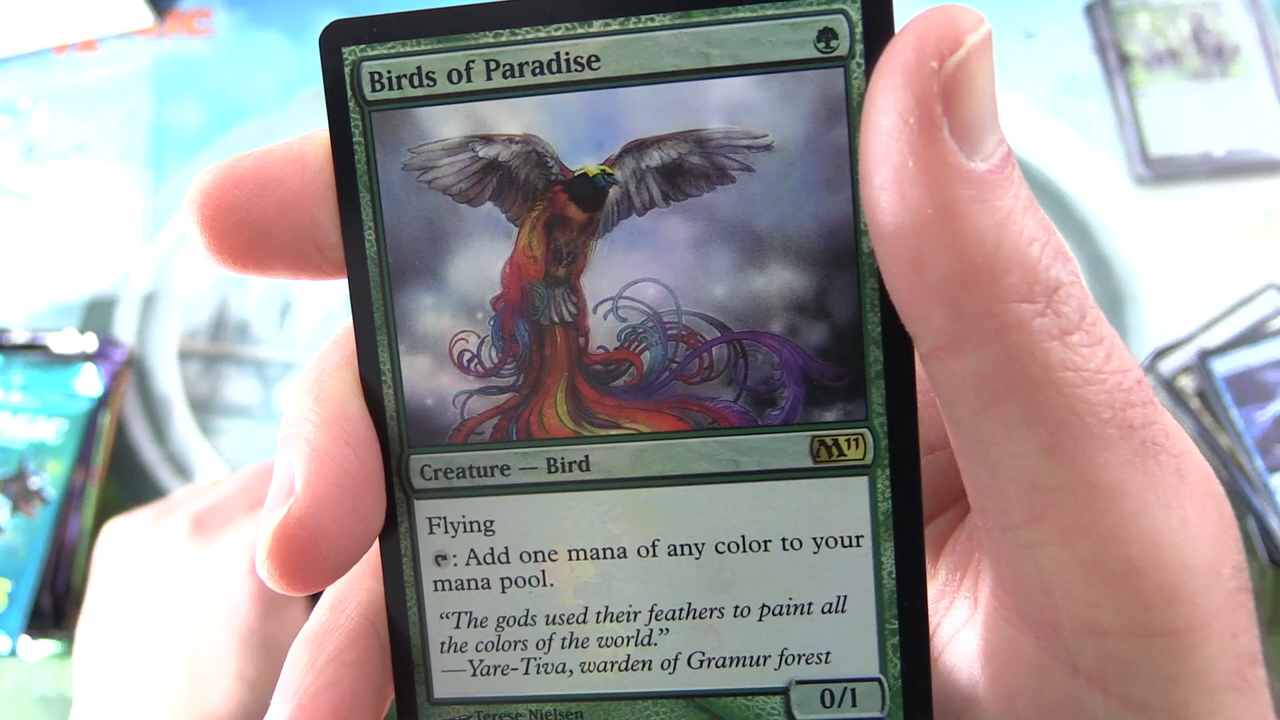 Birds of Paradise
Creature — Bird
M11
Flying
: Add one mana of any color to your
mana pool.
“The gods used their feathers to paint all
the colors of the world.”
—Yare-Tiva, warden of Gramur forest
0/1
Terese Nielsen